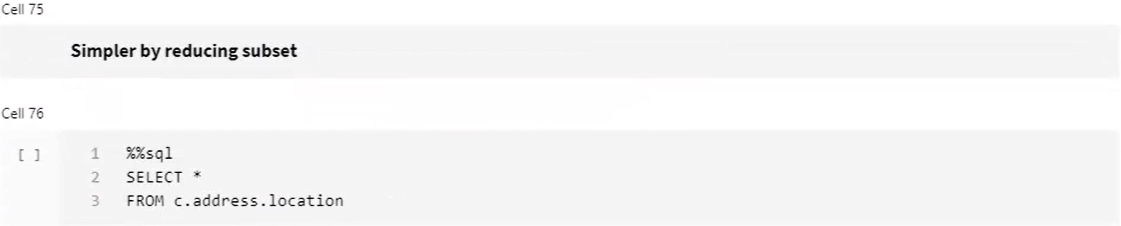 Cell 75
Simpler by reducing subset
Cell 76
[ ] 1 %%sql
2 SELECT *
3 FROM c.address.location